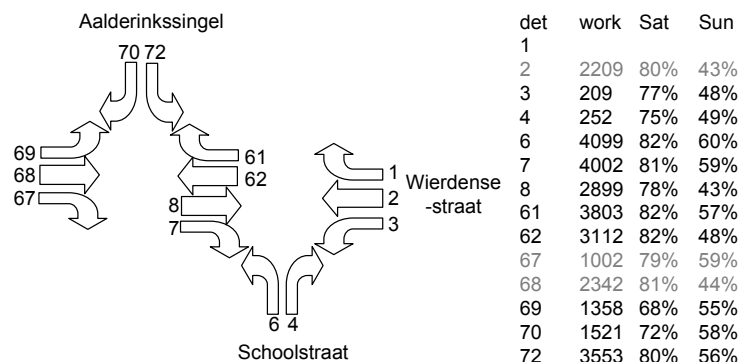 Aalderinkssingel
70 72
69
68
67
61
62
8
7
1
2
3
Wierdense
-straat
6 4
Schoolstraat
det work Sat Sun
1
2 2209 80% 43%
3 209 77% 48%
4 252 75% 49%
6 4099 82% 60%
7 4002 81% 59%
8 2899 78% 43%
61 3803 82% 57%
62 3112 82% 48%
67 1002 79% 59%
68 2342 81% 44%
69 1358 68% 55%
70 1521 72% 58%
72 3553 80% 56%